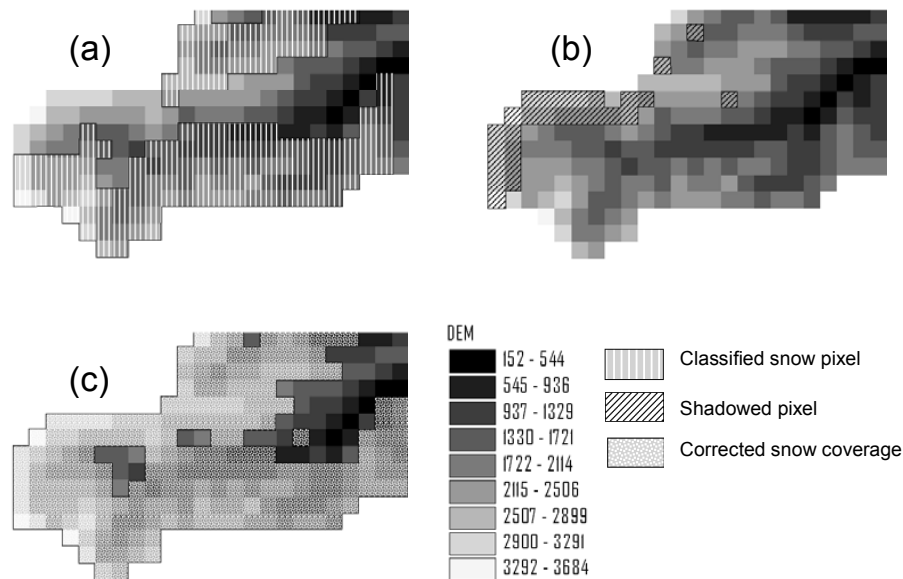 (a)
(b)
(c)
DEM
152 - 544
545 - 936
937 - 1329
1330 - 1721
1722 - 2114
2115 - 2506
2507 - 2899
2900 - 3291
3292 - 3684
Classified snow pixel
Shadowed pixel
Corrected snow coverage